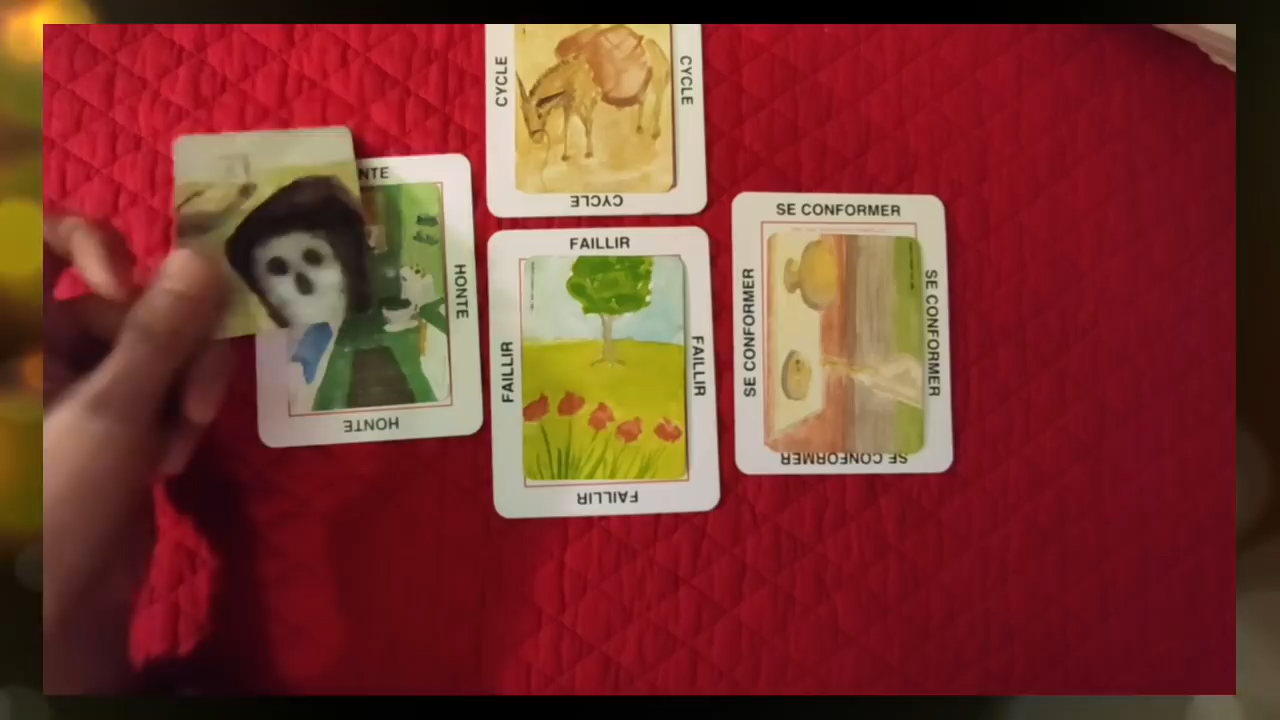 CYCLE
CYCLE
CYCLE
NTE
HONTE
HONTE
FAILLIR
FAILLIR
FAILLIR
FAILLIR
SE CONFORMER
SE CONFORMER
SE CONFORMER
SE CONFORMER